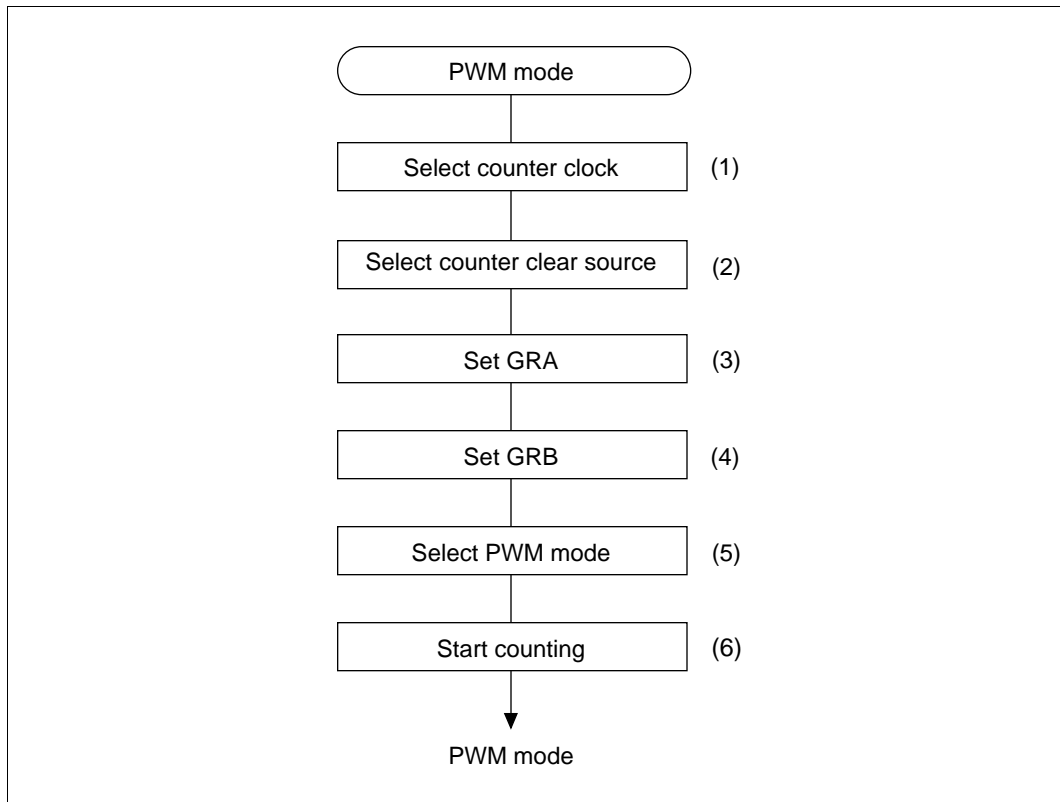 PWM mode
Select counter clock (1)
Select counter clear source (2)
Set GRA (3)
Set GRB (4)
Select PWM mode (5)
Start counting (6)
PWM mode